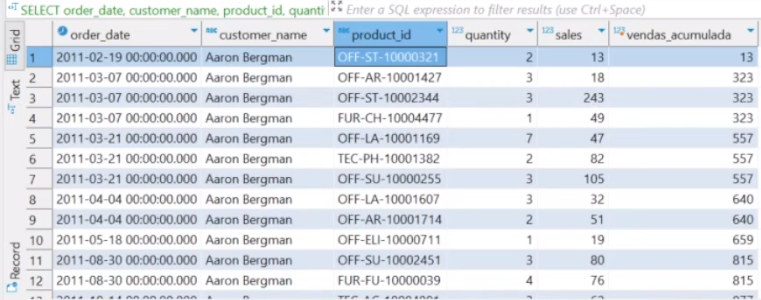 SELECT order_date, customer_name, product_id, quanti Enter a SQL expression to filter results (use Ctrl+Space)
Grid
Text
Record
order_date customer_name product_id quantity sales vendas_acumulada
1 2011-02-19 00:00:00.000 Aaron Bergman OFF-ST-10000321 2 13 13
2 2011-03-07 00:00:00.000 Aaron Bergman OFF-AR-10001427 3 18 323
3 2011-03-07 00:00:00.000 Aaron Bergman OFF-ST-10002344 3 243 323
4 2011-03-07 00:00:00.000 Aaron Bergman FUR-CH-10004477 1 49 323
5 2011-03-21 00:00:00.000 Aaron Bergman OFF-LA-10001169 7 47 557
6 2011-03-21 00:00:00.000 Aaron Bergman TEC-PH-10001382 2 82 557
7 2011-03-21 00:00:00.000 Aaron Bergman OFF-SU-10000255 3 105 557
8 2011-04-04 00:00:00.000 Aaron Bergman OFF-LA-10001607 3 32 640
9 2011-04-04 00:00:00.000 Aaron Bergman OFF-AR-10001714 2 51 640
10 2011-05-18 00:00:00.000 Aaron Bergman OFF-ELI-10000711 1 19 659
11 2011-08-30 00:00:00.000 Aaron Bergman OFF-SU-10002451 3 80 815
12 2011-08-30 00:00:00.000 Aaron Bergman FUR-FU-10000039 4 76 815